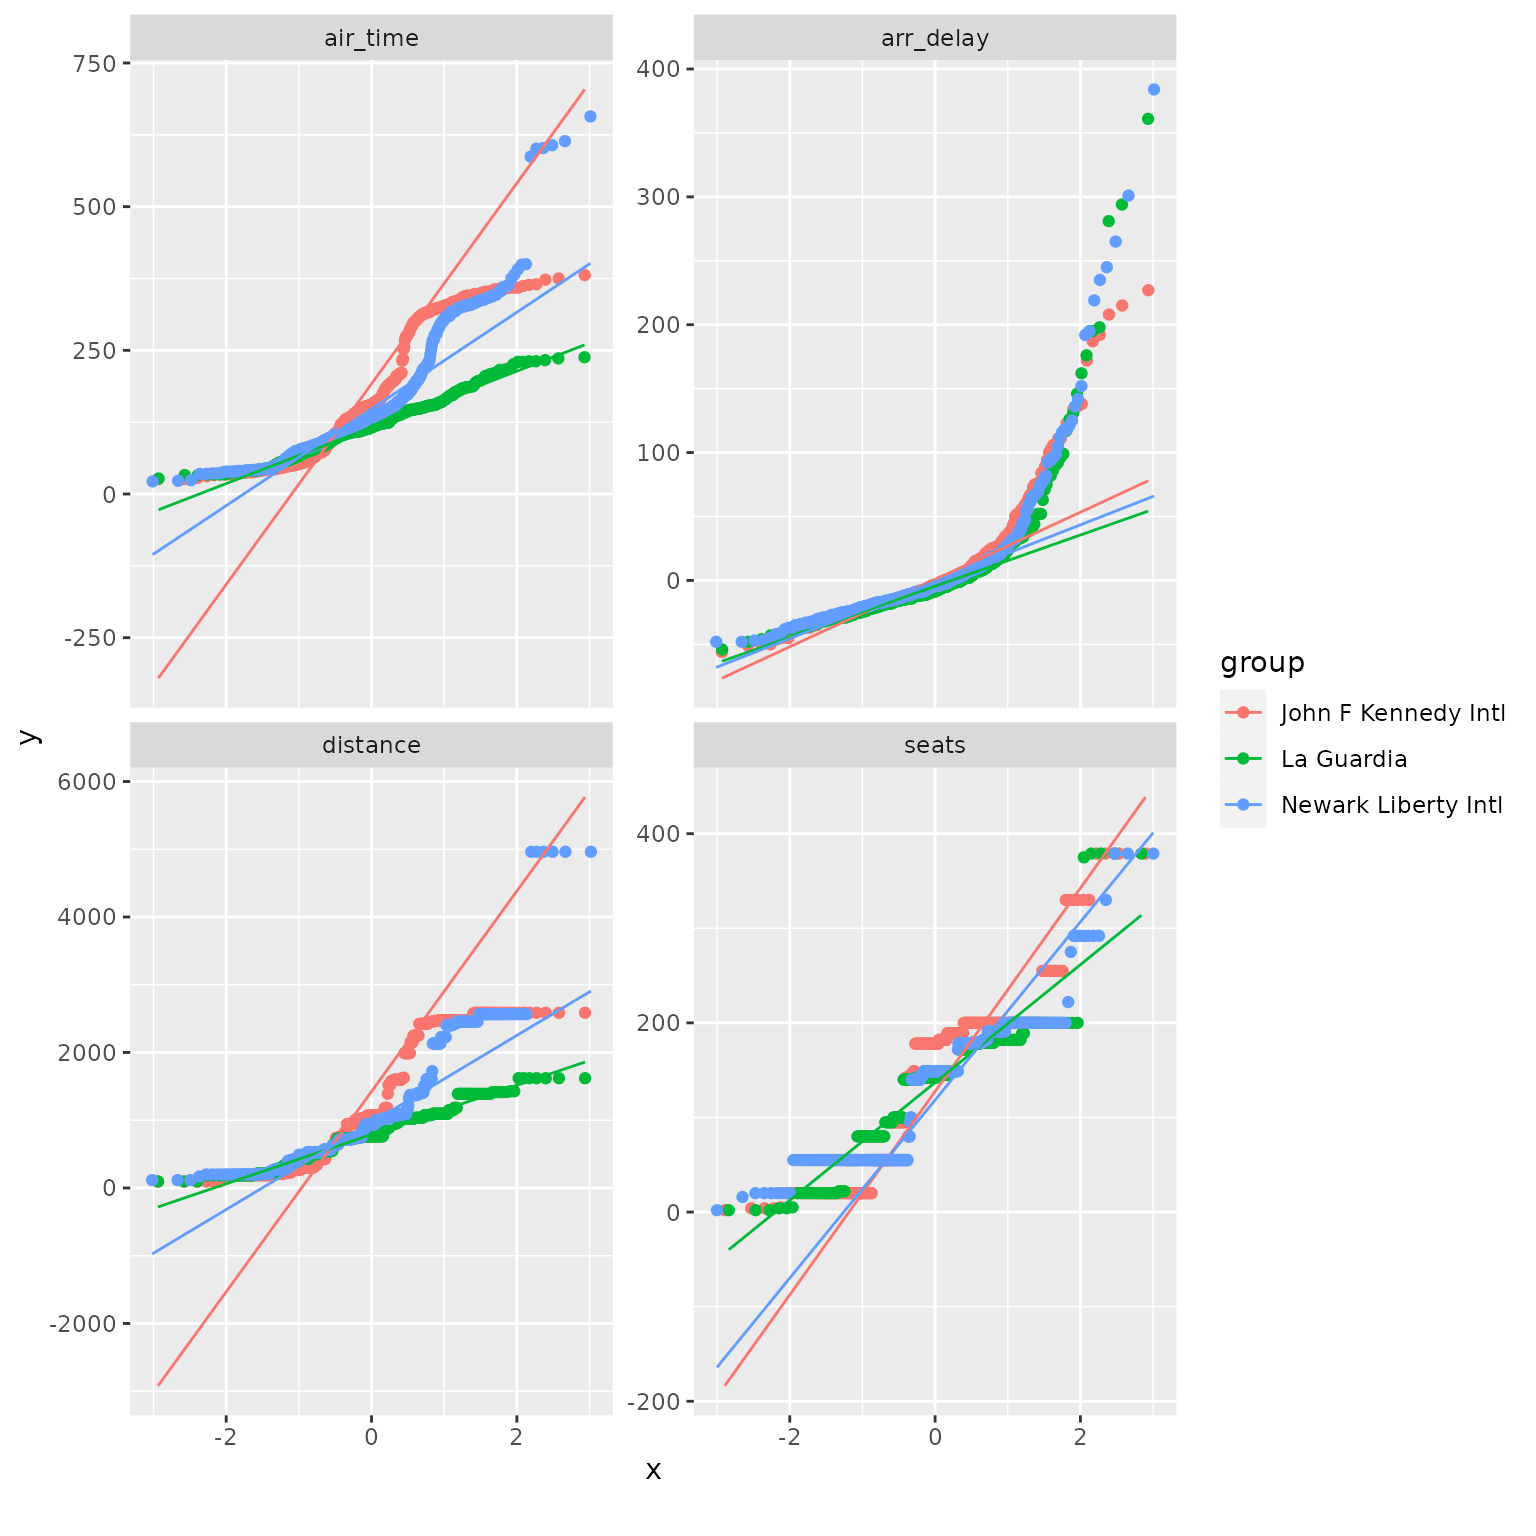 air_time
arr_delay
750
500
250
0
-250
400
300
200
100
0
distance
seats
6000
4000
2000
0
-2000
400
200
0
-200
-2 0 2
-2 0 2
x
y
group
John F Kennedy Intl
La Guardia
Newark Liberty Intl